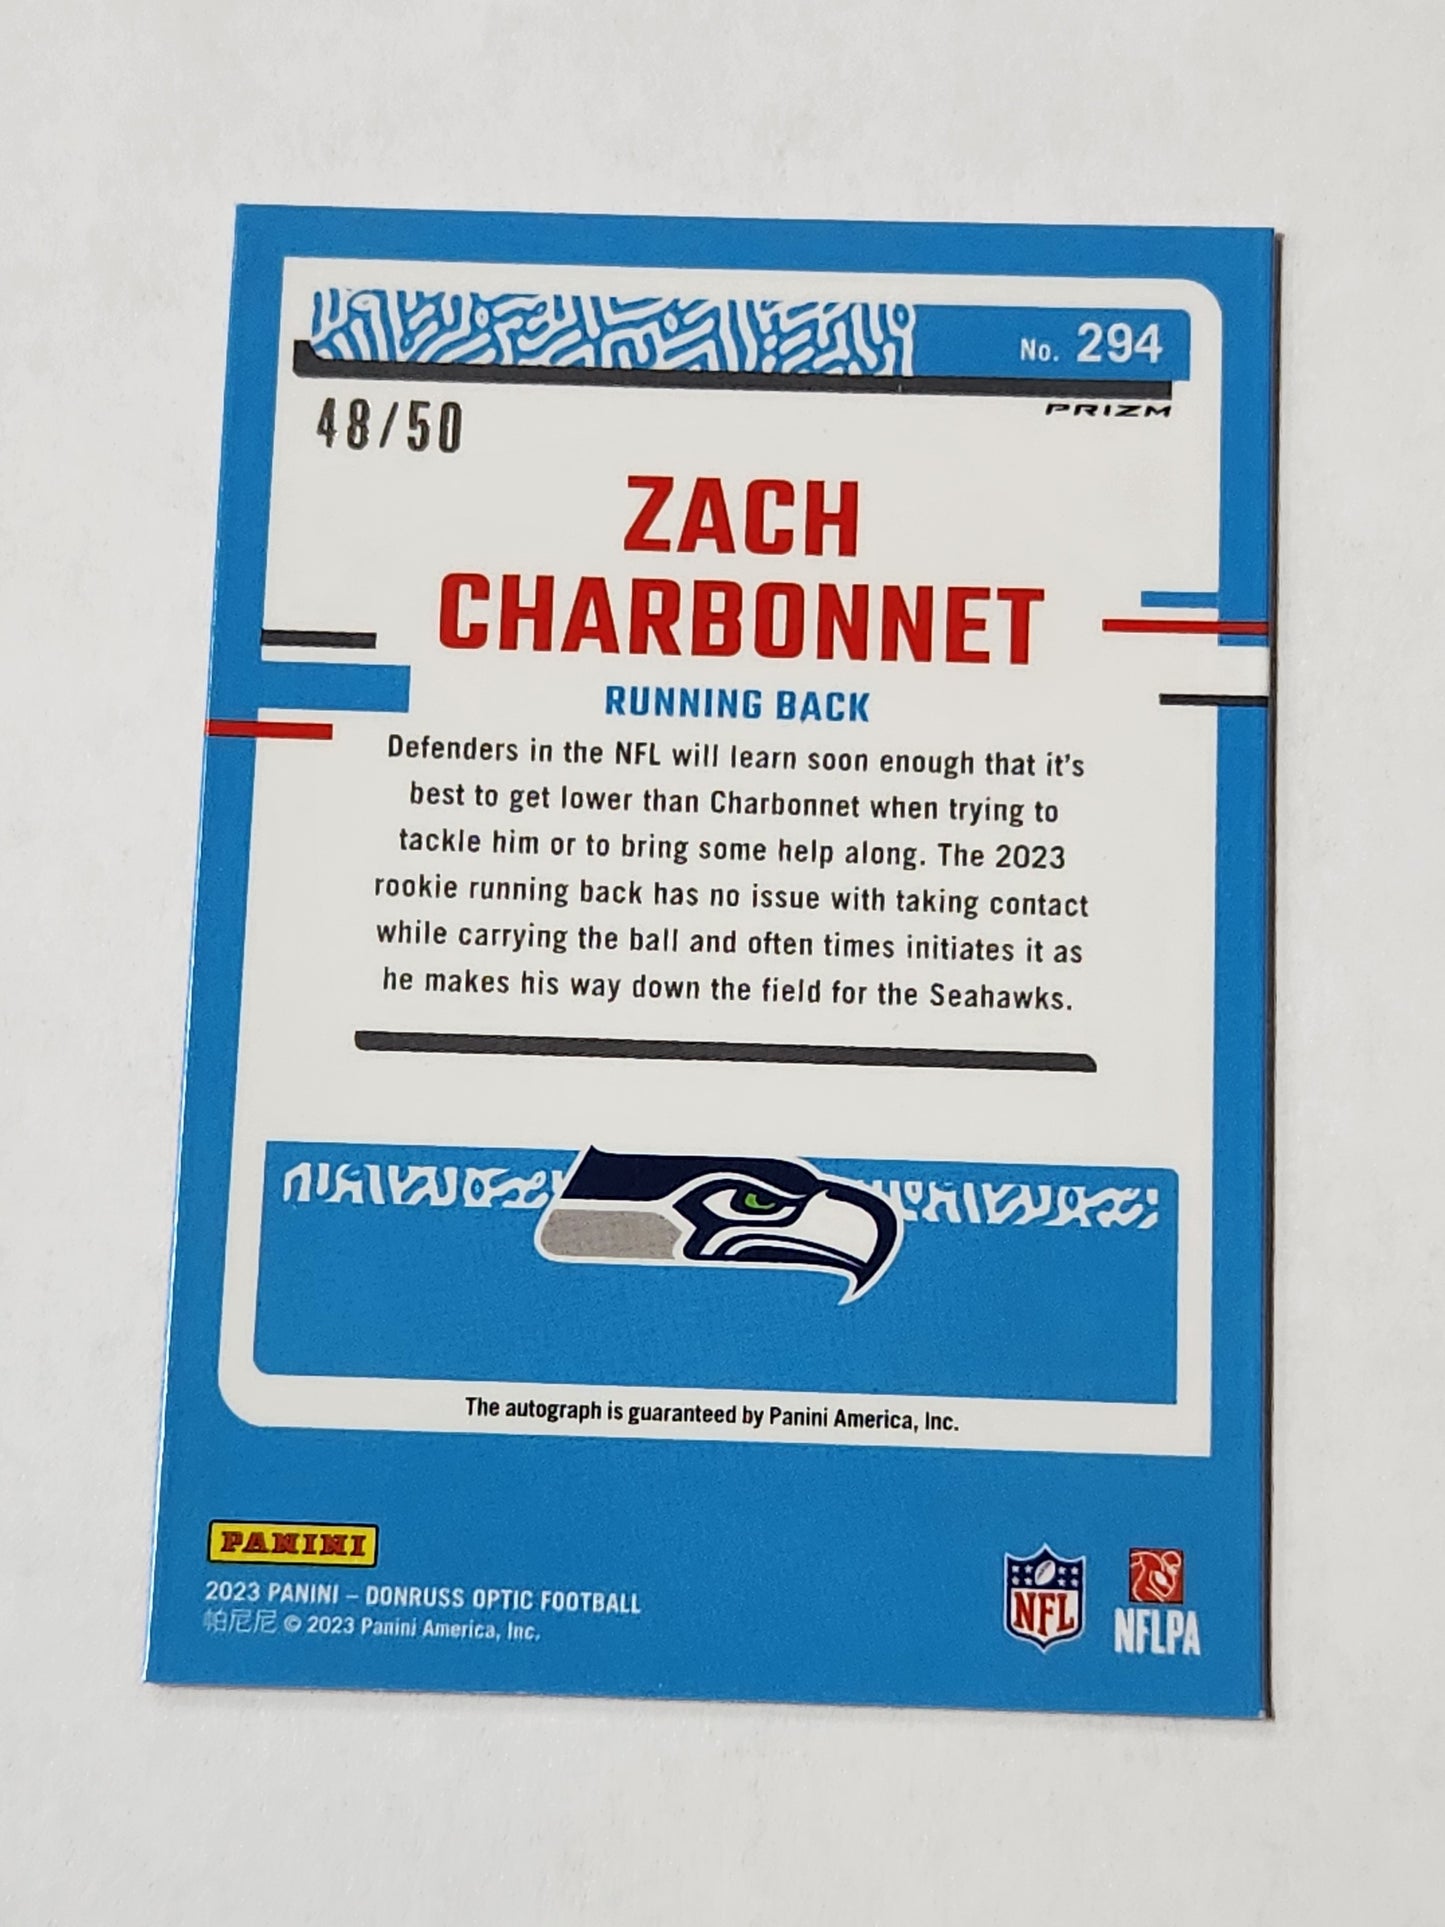 No. 294
PRIZM
48/50
ZACH
CHARBONNET
RUNNING BACK
Defenders in the NFL will learn soon enough that it's
best to get lower than Charbonnet when trying to
tackle him or to bring some help along. The 2023
rookie running back has no issue with taking contact
while carrying the ball and often times initiates it as
he makes his way down the field for the Seahawks.
The autograph is guaranteed by Panini America, Inc.
PANINI
2023 PANINI – DONRUSS OPTIC FOOTBALL
帕尼尼 © 2023 Panini America, Inc.
NFL
NFLPA